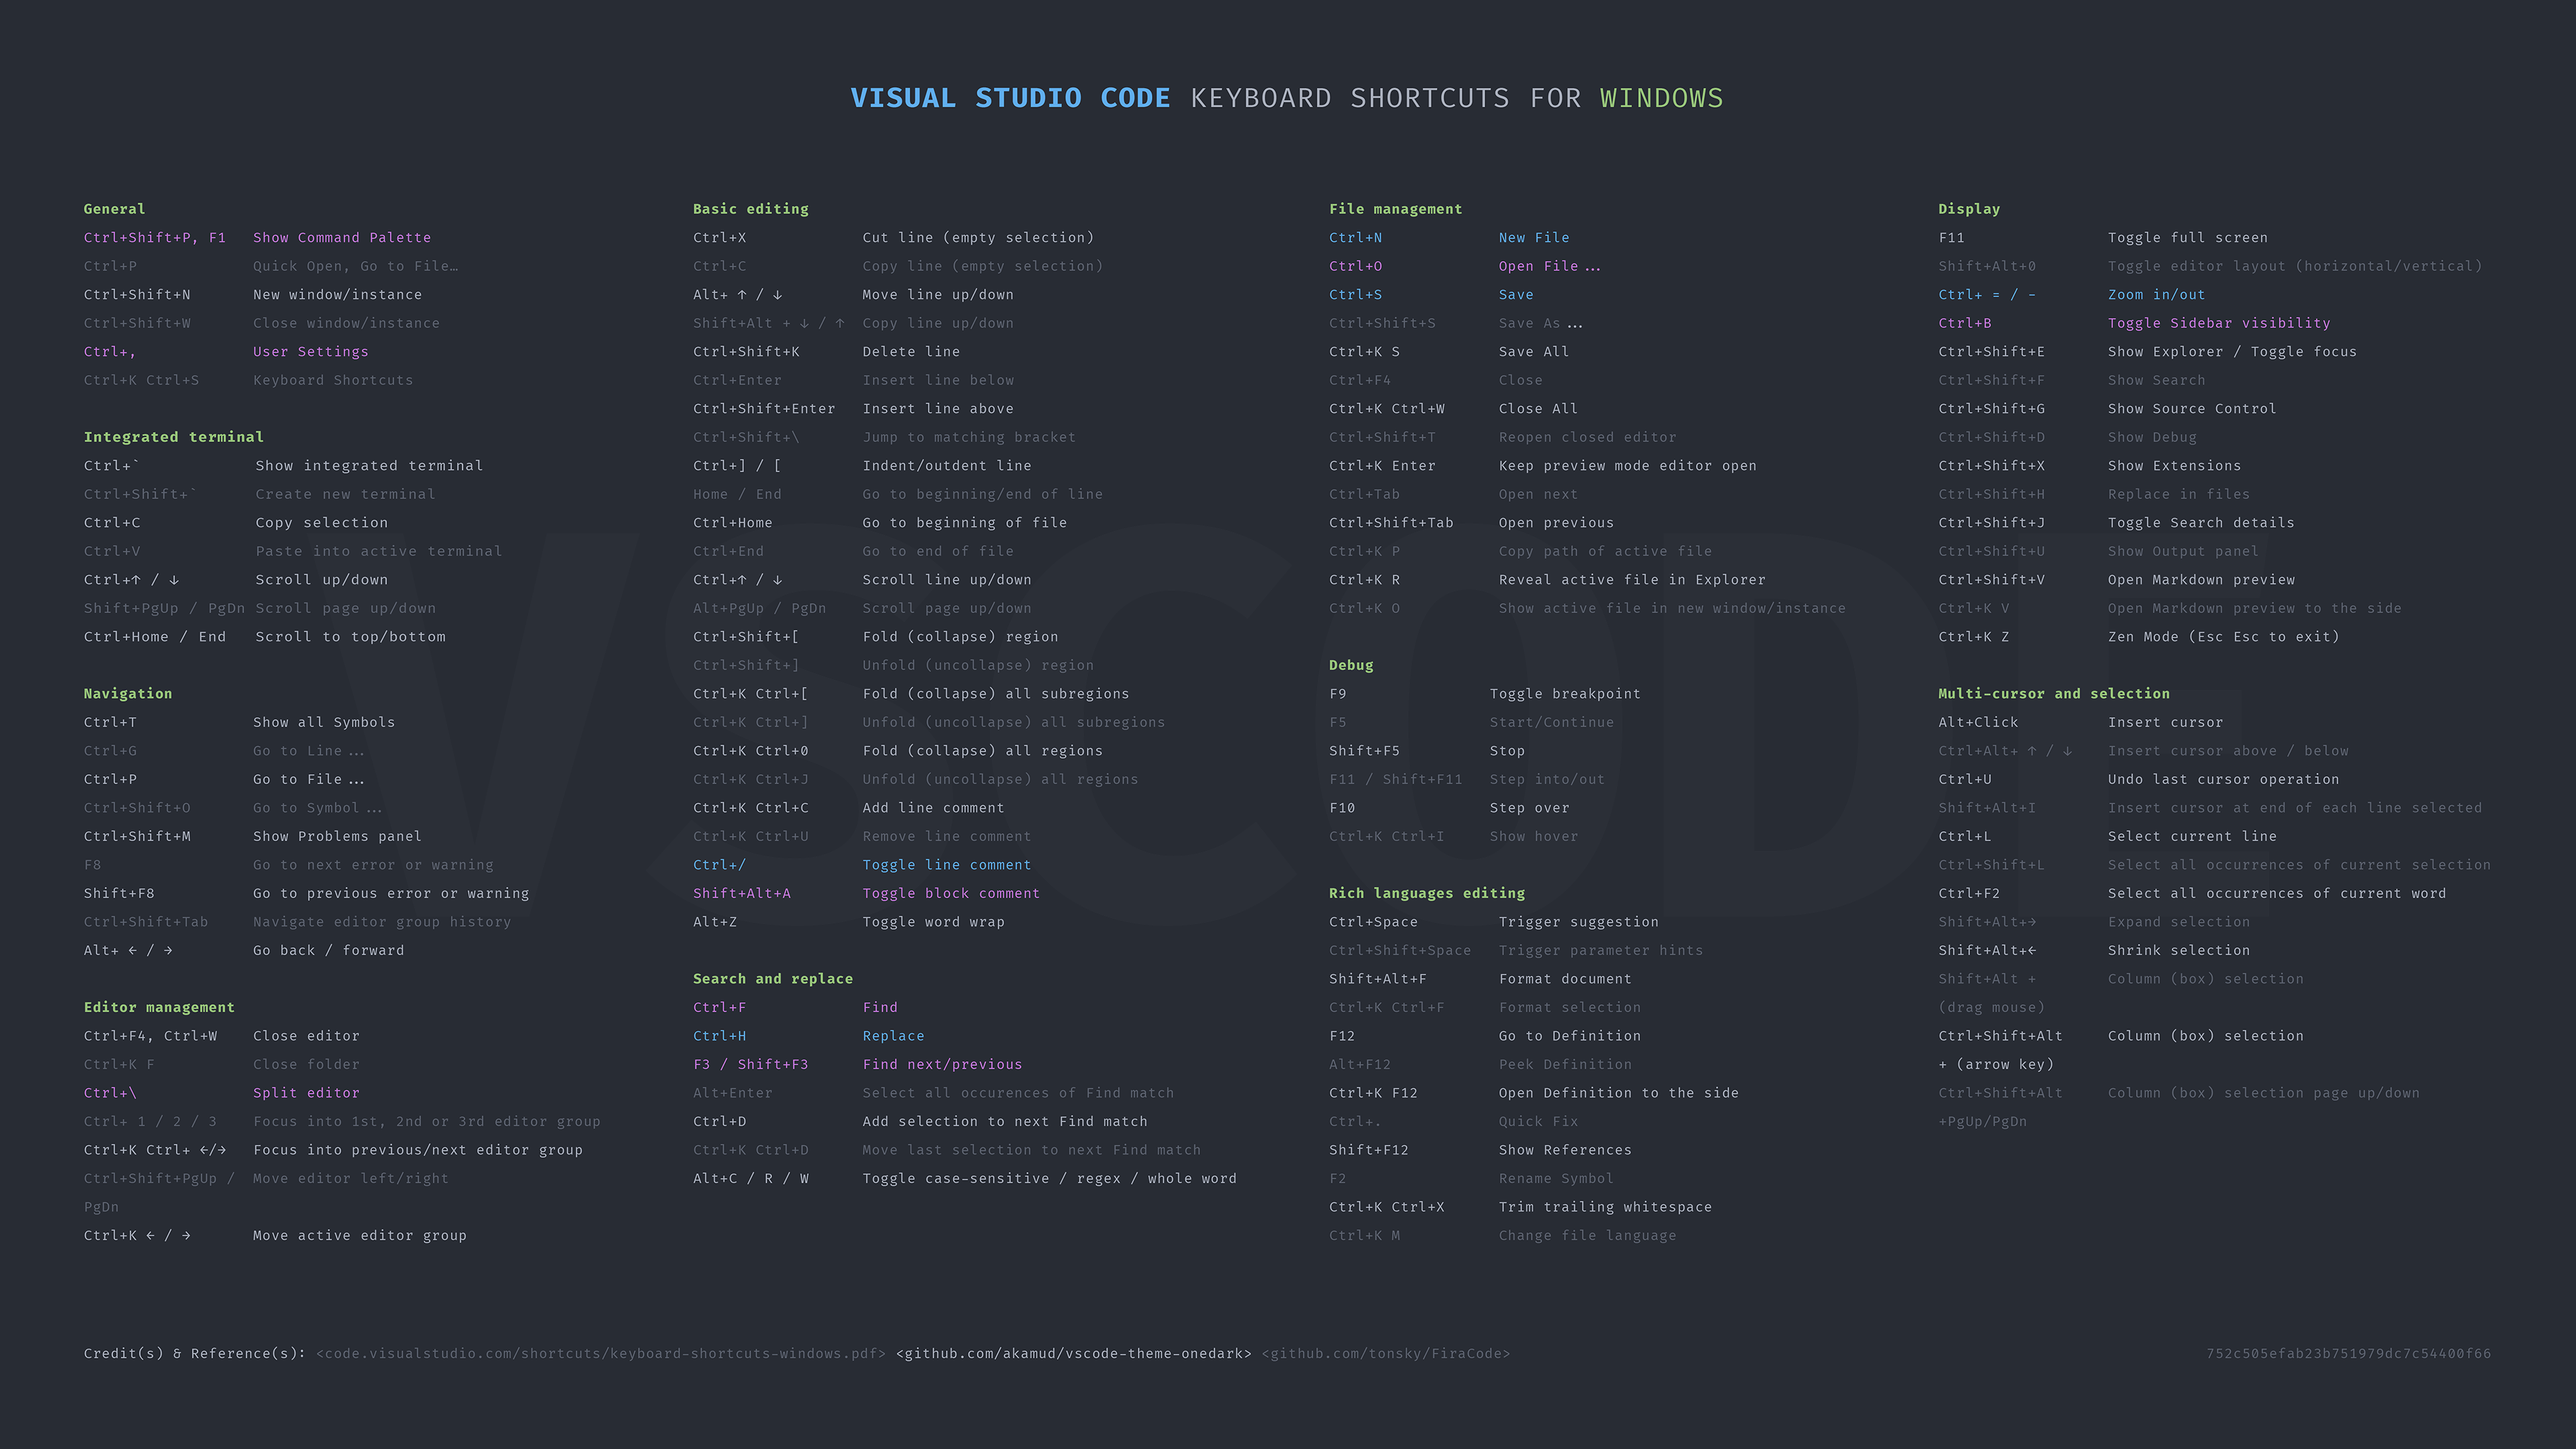 VISUAL STUDIO CODE KEYBOARD SHORTCUTS FOR WINDOWS
General
Ctrl+Shift+P, F1 Show Command Palette
Ctrl+P Quick Open, Go to File…
Ctrl+Shift+N New window/instance
Ctrl+Shift+W Close window/instance
Ctrl+, User Settings
Ctrl+K Ctrl+S Keyboard Shortcuts
Integrated terminal
Ctrl+` Show integrated terminal
Ctrl+Shift+` Create new terminal
Ctrl+C Copy selection
Ctrl+V Paste into active terminal
Ctrl+↑ / ↓ Scroll up/down
Shift+PgUp / PgDn Scroll page up/down
Ctrl+Home / End Scroll to top/bottom
Navigation
Ctrl+T Show all Symbols
Ctrl+G Go to Line...
Ctrl+P Go to File...
Ctrl+Shift+O Go to Symbol...
Ctrl+Shift+M Show Problems panel
F8 Go to next error or warning
Shift+F8 Go to previous error or warning
Ctrl+Shift+Tab Navigate editor group history
Alt+ ← / → Go back / forward
Editor management
Ctrl+F4, Ctrl+W Close editor
Ctrl+K F Close folder
Ctrl+\ Split editor
Ctrl+ 1 / 2 / 3 Focus into 1st, 2nd or 3rd editor group
Ctrl+K Ctrl+ ←/→ Focus into previous/next editor group
Ctrl+Shift+PgUp / Move editor left/right
PgDn
Ctrl+K ← / → Move active editor group
Basic editing
Ctrl+X Cut line (empty selection)
Ctrl+C Copy line (empty selection)
Alt+ ↑ / ↓ Move line up/down
Shift+Alt + ↓ / ↑ Copy line up/down
Ctrl+Shift+K Delete line
Ctrl+Enter Insert line below
Ctrl+Shift+Enter Insert line above
Ctrl+Shift+\ Jump to matching bracket
Ctrl+] / [ Indent/outdent line
Home / End Go to beginning/end of line
Ctrl+Home Go to beginning of file
Ctrl+End Go to end of file
Ctrl+↑ / ↓ Scroll line up/down
Alt+PgUp / PgDn Scroll page up/down
Ctrl+Shift+[ Fold (collapse) region
Ctrl+Shift+] Unfold (uncollapse) region
Ctrl+K Ctrl+[ Fold (collapse) all subregions
Ctrl+K Ctrl+] Unfold (uncollapse) all subregions
Ctrl+K Ctrl+0 Fold (collapse) all regions
Ctrl+K Ctrl+J Unfold (uncollapse) all regions
Ctrl+K Ctrl+C Add line comment
Ctrl+K Ctrl+U Remove line comment
Ctrl+/ Toggle line comment
Shift+Alt+A Toggle block comment
Alt+Z Toggle word wrap
Search and replace
Ctrl+F Find
Ctrl+H Replace
F3 / Shift+F3 Find next/previous
Alt+Enter Select all occurences of Find match
Ctrl+D Add selection to next Find match
Ctrl+K Ctrl+D Move last selection to next Find match
Alt+C / R / W Toggle case-sensitive / regex / whole word
File management
Ctrl+N New File
Ctrl+O Open File...
Ctrl+S Save
Ctrl+Shift+S Save As...
Ctrl+K S Save All
Ctrl+F4 Close
Ctrl+K Ctrl+W Close All
Ctrl+Shift+T Reopen closed editor
Ctrl+K Enter Keep preview mode editor open
Ctrl+Tab Open next
Ctrl+Shift+Tab Open previous
Ctrl+K P Copy path of active file
Ctrl+K R Reveal active file in Explorer
Ctrl+K O Show active file in new window/instance
Debug
F9 Toggle breakpoint
F5 Start/Continue
Shift+F5 Stop
F11 / Shift+F11 Step into/out
F10 Step over
Ctrl+K Ctrl+I Show hover
Rich languages editing
Ctrl+Space Trigger suggestion
Ctrl+Shift+Space Trigger parameter hints
Shift+Alt+F Format document
Ctrl+K Ctrl+F Format selection
F12 Go to Definition
Alt+F12 Peek Definition
Ctrl+K F12 Open Definition to the side
Ctrl+. Quick Fix
Shift+F12 Show References
F2 Rename Symbol
Ctrl+K Ctrl+X Trim trailing whitespace
Ctrl+K M Change file language
Display
F11 Toggle full screen
Shift+Alt+0 Toggle editor layout (horizontal/vertical)
Ctrl+ = / - Zoom in/out
Ctrl+B Toggle Sidebar visibility
Ctrl+Shift+E Show Explorer / Toggle focus
Ctrl+Shift+F Show Search
Ctrl+Shift+G Show Source Control
Ctrl+Shift+D Show Debug
Ctrl+Shift+X Show Extensions
Ctrl+Shift+H Replace in files
Ctrl+Shift+J Toggle Search details
Ctrl+Shift+U Show Output panel
Ctrl+Shift+V Open Markdown preview
Ctrl+K V Open Markdown preview to the side
Ctrl+K Z Zen Mode (Esc Esc to exit)
Multi-cursor and selection
Alt+Click Insert cursor
Ctrl+Alt+ ↑ / ↓ Insert cursor above / below
Ctrl+U Undo last cursor operation
Shift+Alt+I Insert cursor at end of each line selected
Ctrl+L Select current line
Ctrl+Shift+L Select all occurrences of current selection
Ctrl+F2 Select all occurrences of current word
Shift+Alt+→ Expand selection
Shift+Alt+← Shrink selection
Shift+Alt + Column (box) selection
(drag mouse)
Ctrl+Shift+Alt Column (box) selection
+ (arrow key)
Ctrl+Shift+Alt Column (box) selection page up/down
+PgUp/PgDn
VSCODE
Credit(s) & Reference(s): <code.visualstudio.com/shortcuts/keyboard-shortcuts-windows.pdf> <github.com/akamud/vscode-theme-onedark> <github.com/tonsky/FiraCode>
752c505efab23b751979dc7c54400f66